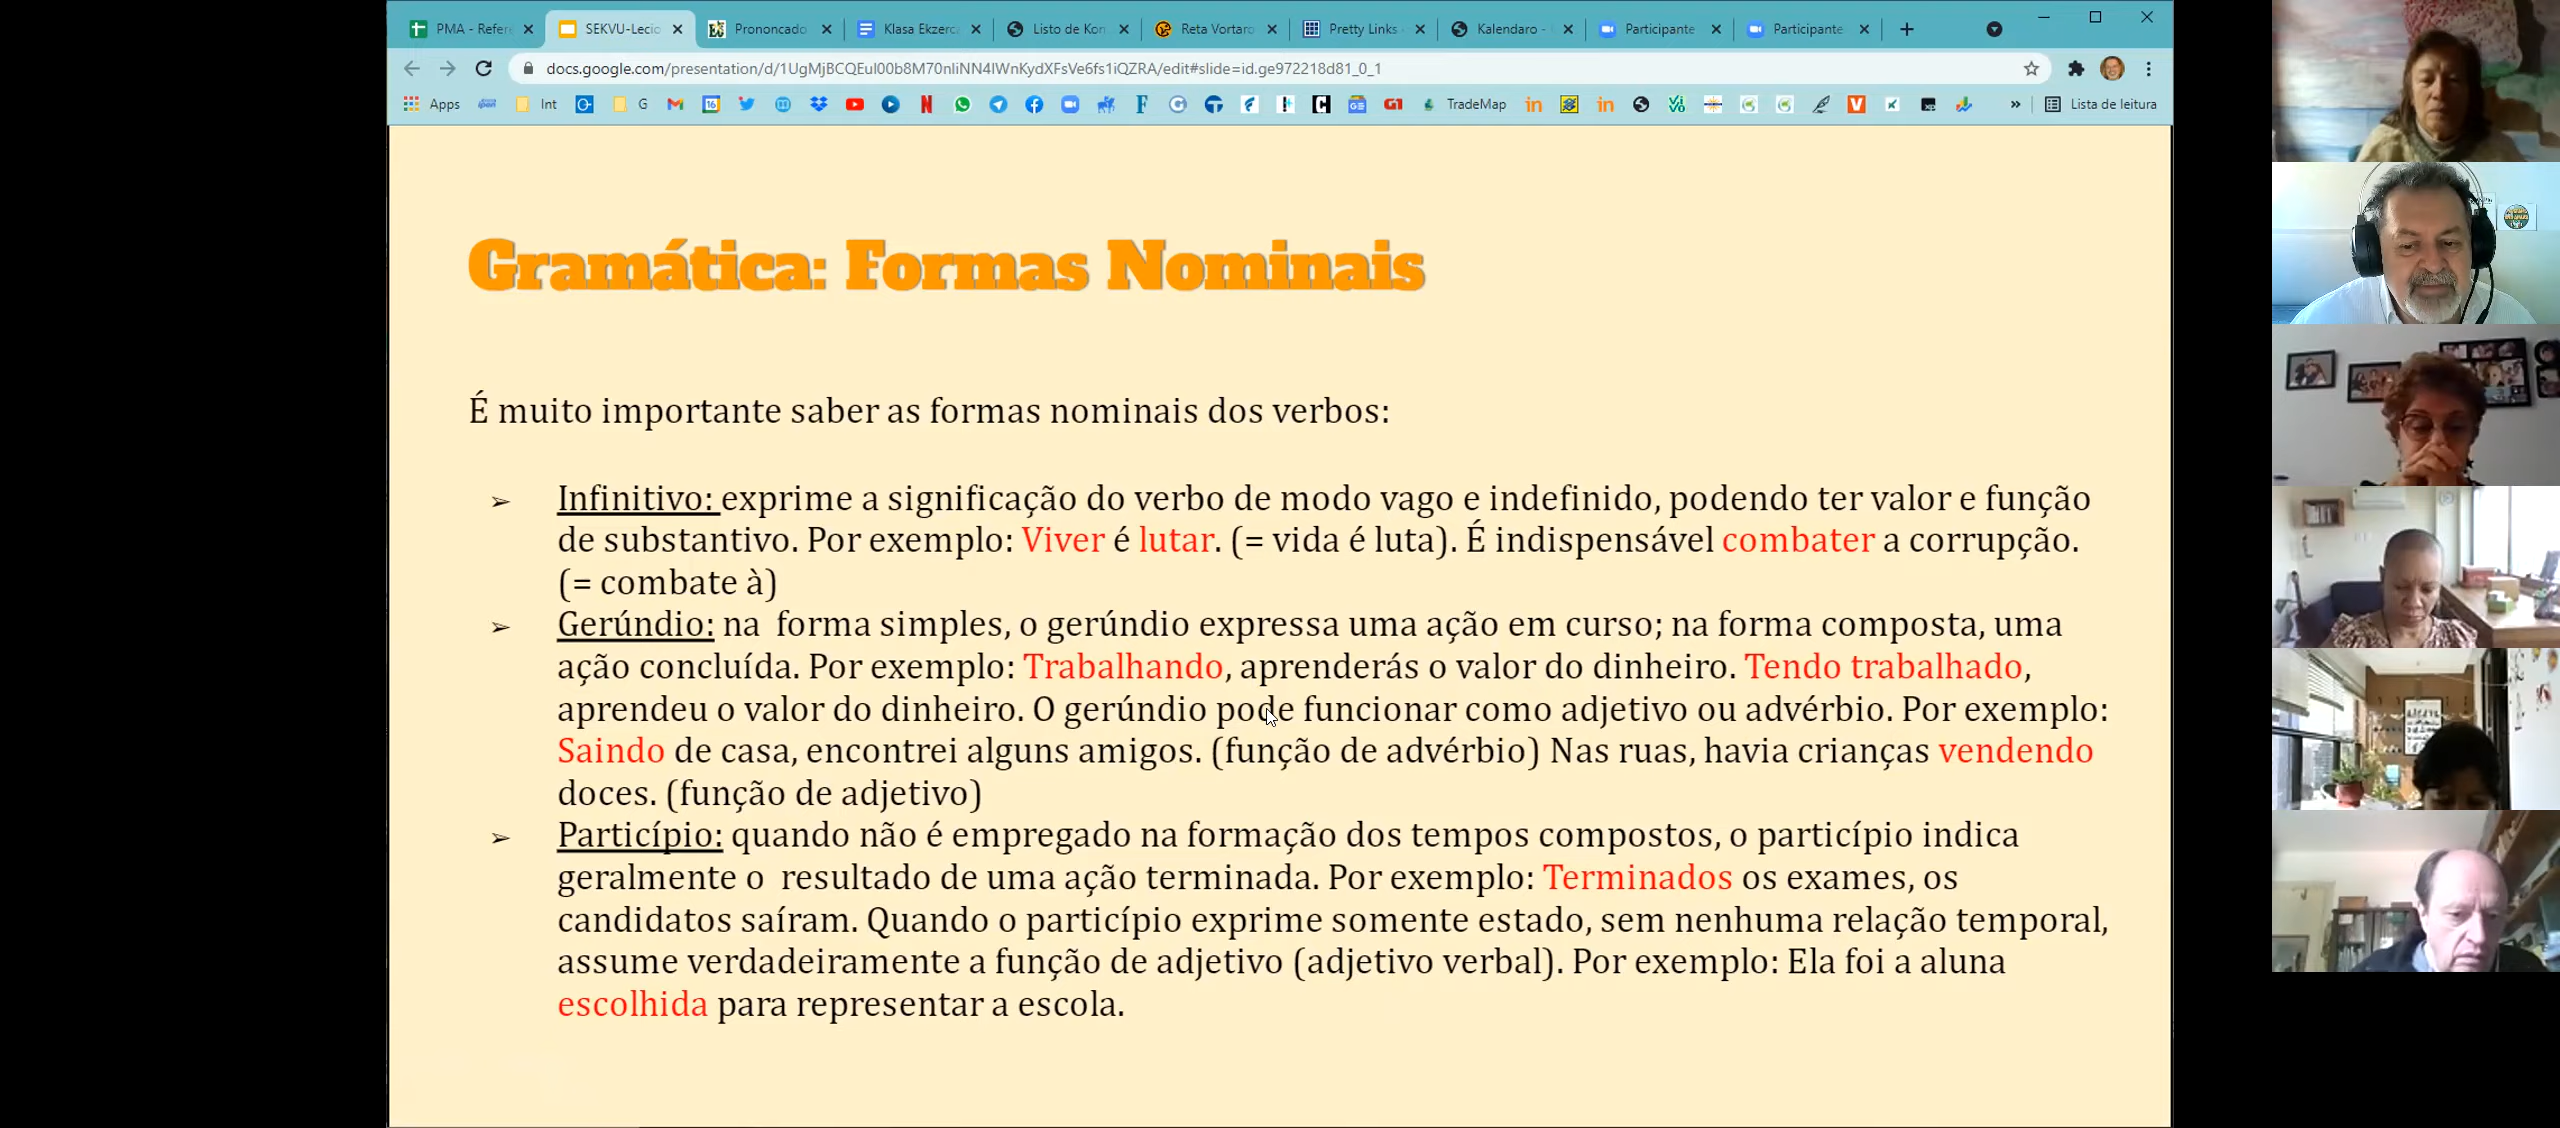 PMA - Refere
SEKVU-Lecio
Prononcado
Klasa Ekzerc
Listo de Kon
Reta Vortaro
Pretty Links
Kalendaro -
Participante
Participante
docs.google.com/presentation/d/1UgMjBCQEul00b8M70nIiNN4lWnKydXFsVe6fs1iQZRA/edit#slide=id.ge972218d81_0_1
Apps Int G TradeMap Lista de leitura
Gramática: Formas Nominais
É muito importante saber as formas nominais dos verbos:
➢ Infinitivo: exprime a significação do verbo de modo vago e indefinido, podendo ter valor e função
de substantivo. Por exemplo: Viver é lutar. (= vida é luta). É indispensável combater a corrupção.
(= combate à)
➢ Gerúndio: na forma simples, o gerúndio expressa uma ação em curso; na forma composta, uma
ação concluída. Por exemplo: Trabalhando, aprenderás o valor do dinheiro. Tendo trabalhado,
aprendeu o valor do dinheiro. O gerúndio pode funcionar como adjetivo ou advérbio. Por exemplo:
Saindo de casa, encontrei alguns amigos. (função de advérbio) Nas ruas, havia crianças vendendo
doces. (função de adjetivo)
➢ Particípio: quando não é empregado na formação dos tempos compostos, o particípio indica
geralmente o resultado de uma ação terminada. Por exemplo: Terminados os exames, os
candidatos saíram. Quando o particípio exprime somente estado, sem nenhuma relação temporal,
assume verdadeiramente a função de adjetivo (adjetivo verbal). Por exemplo: Ela foi a aluna
escolhida para representar a escola.